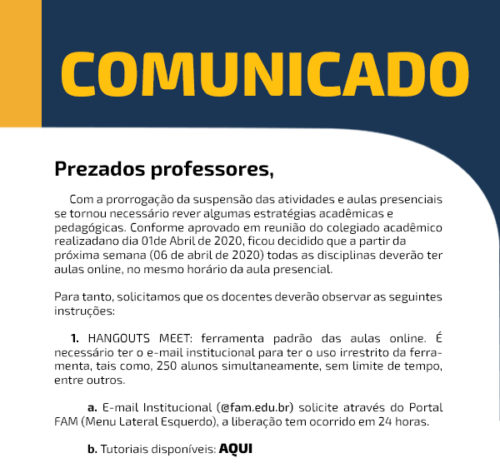 COMUNICADO
Prezados professores,
Com a prorrogação da suspensão das atividades e aulas presenciais
se tornou necessário rever algumas estratégias acadêmicas e
pedagógicas. Conforme aprovado em reunião do colegiado acadêmico
realizadano dia 01de Abril de 2020, ficou decidido que a partir da
próxima semana (06 de abril de 2020) todas as disciplinas deverão ter
aulas online, no mesmo horário da aula presencial.
Para tanto, solicitamos que os docentes deverão observar as seguintes
instruções:
1. HANGOUTS MEET: ferramenta padrão das aulas online. É
necessário ter o e-mail institucional para ter o uso irrestrito da ferra-
menta, tais como, 250 alunos simultaneamente, sem limite de tempo,
entre outros.
a. E-mail Institucional (@fam.edu.br) solicite através do Portal
FAM (Menu Lateral Esquerdo), a liberação tem ocorrido em 24 horas.
b. Tutoriais disponíveis: AQUI